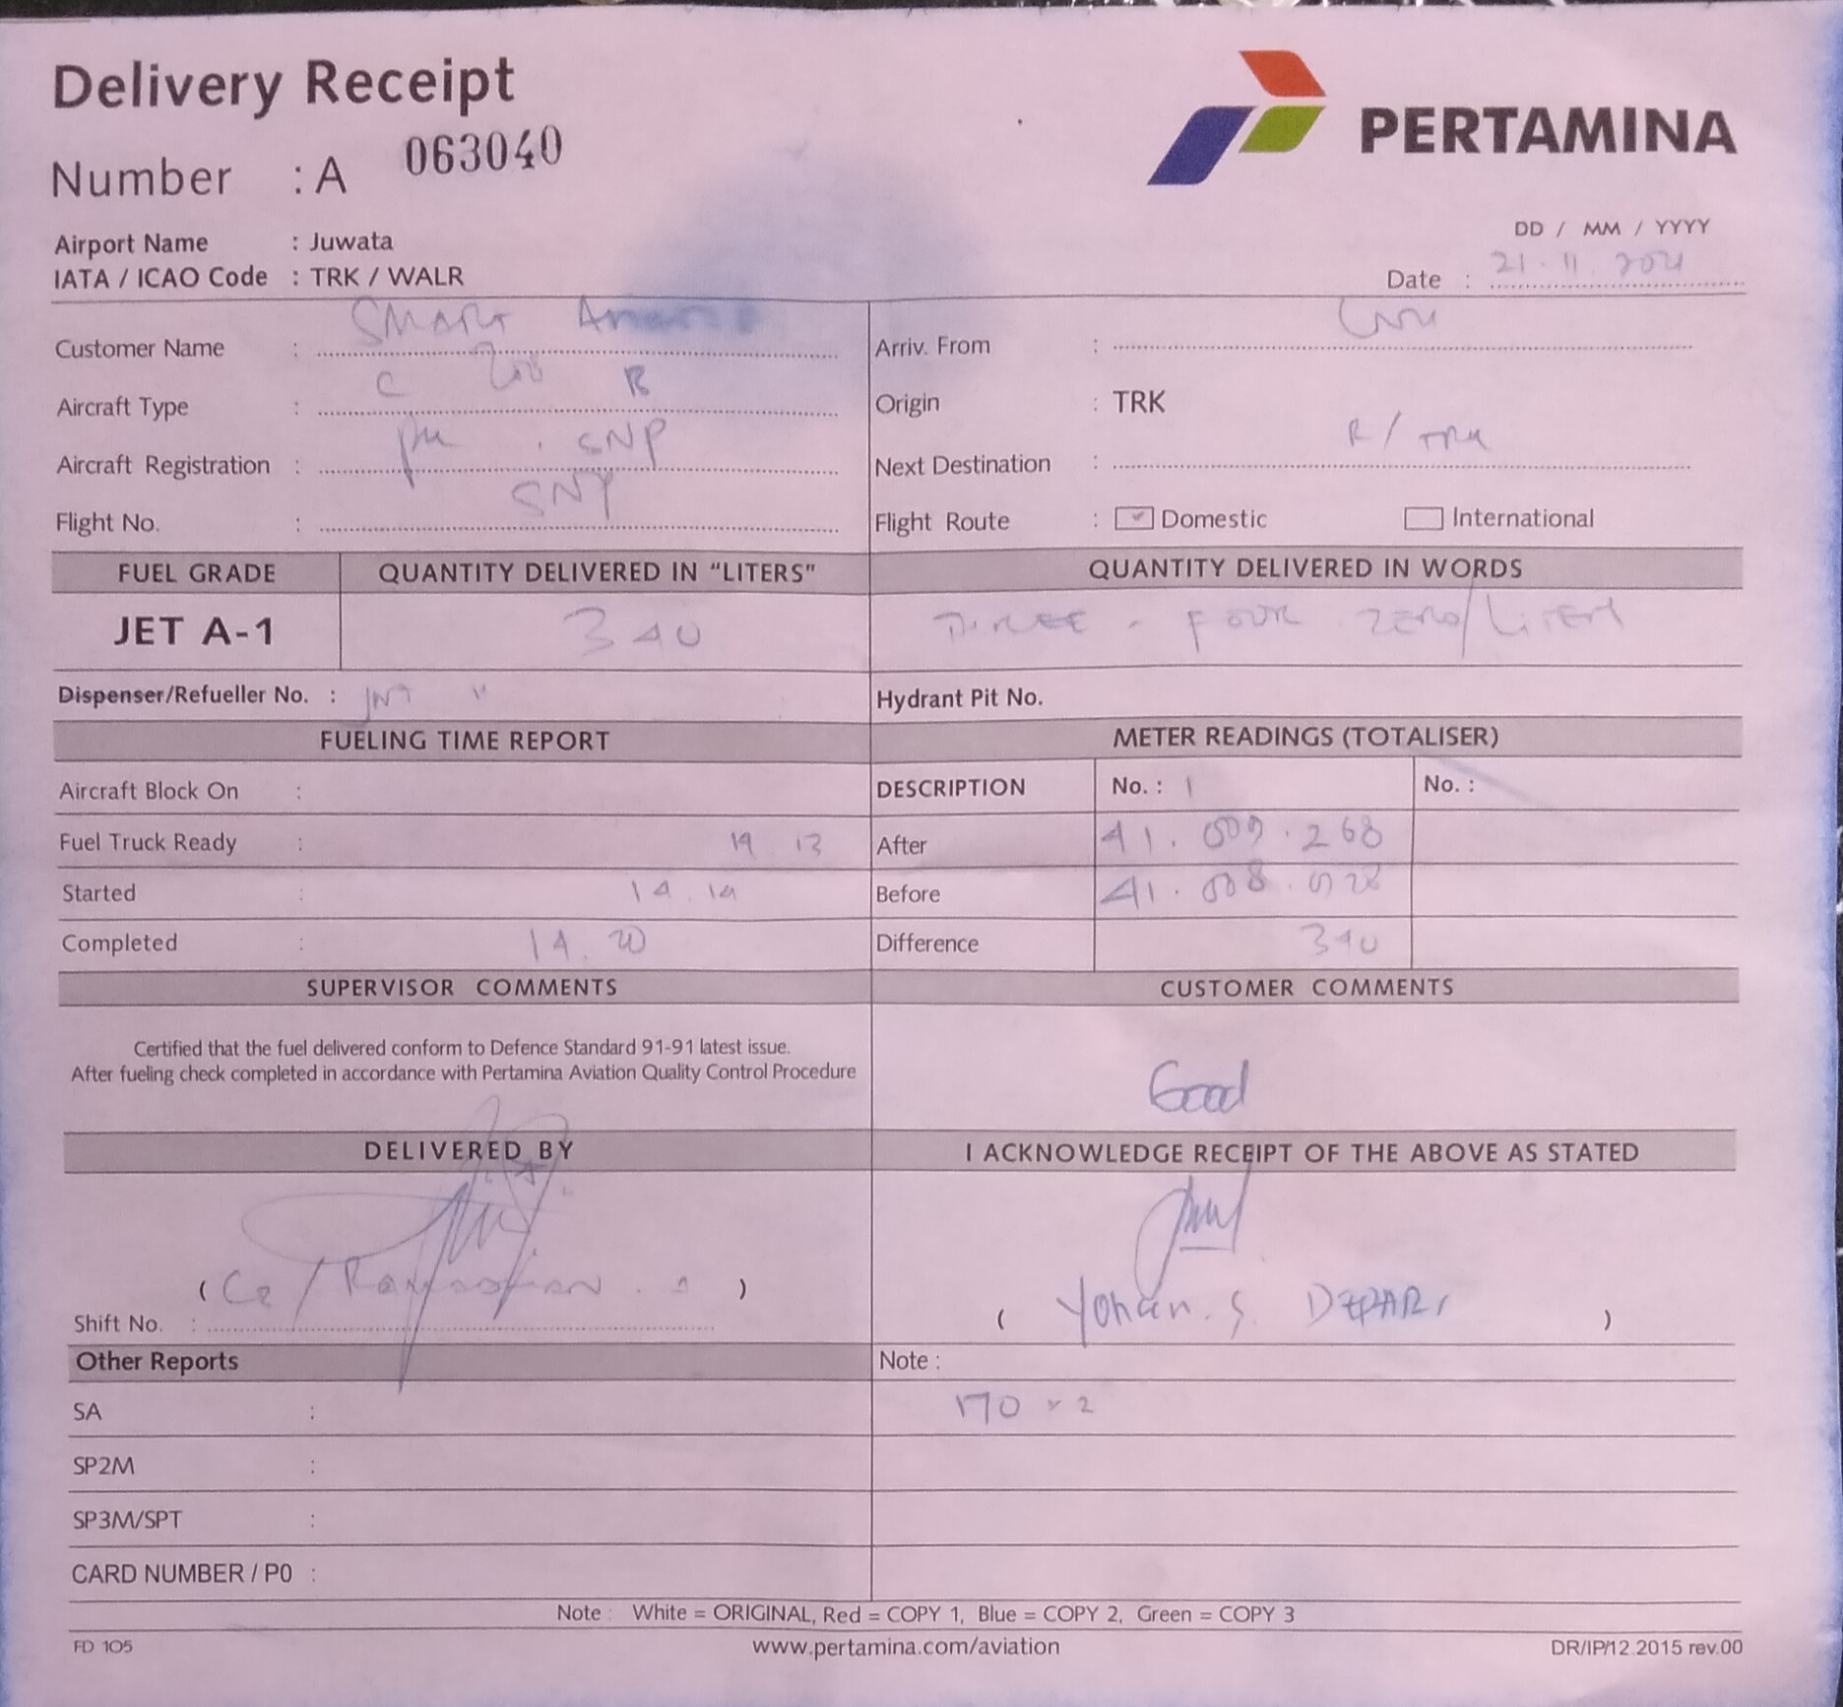 Delivery Receipt
PERTAMINA
Number : A 063040
DD / MM / YYYY
Airport Name : Juwata
IATA / ICAO Code : TRK / WALR
Date : 21. 11. 2021
Customer Name : SMART
Arriv. From :
Aircraft Type : C 208 B
Origin : TRK
Aircraft Registration : PK . SNP
Next Destination : R / TRK
Flight No. : SNP
Flight Route : Domestic International
FUEL GRADE QUANTITY DELIVERED IN "LITERS" QUANTITY DELIVERED IN WORDS
JET A-1 340 THREE - FOUR ZERO / LITER
Dispenser/Refueller No. : JNT "
Hydrant Pit No.
FUELING TIME REPORT METER READINGS (TOTALISER)
Aircraft Block On :
DESCRIPTION No. : 1 No. :
Fuel Truck Ready : 14 13
After 41. 009. 268
Started : 14. 14
Before 41. 008. 928
Completed : 14. 20
Difference 340
SUPERVISOR COMMENTS CUSTOMER COMMENTS
Certified that the fuel delivered conform to Defence Standard 91-91 latest issue.
After fueling check completed in accordance with Pertamina Aviation Quality Control Procedure
Good
DELIVERED BY I ACKNOWLEDGE RECEIPT OF THE ABOVE AS STATED
( )
Shift No. :
( Yohan. S. DEPARI )
Other Reports Note :
SA : 170 x 2
SP2M :
SP3M/SPT :
CARD NUMBER / P0 :
Note : White = ORIGINAL, Red = COPY 1, Blue = COPY 2, Green = COPY 3
FD 105 www.pertamina.com/aviation DR/IP/12.2015 rev.00